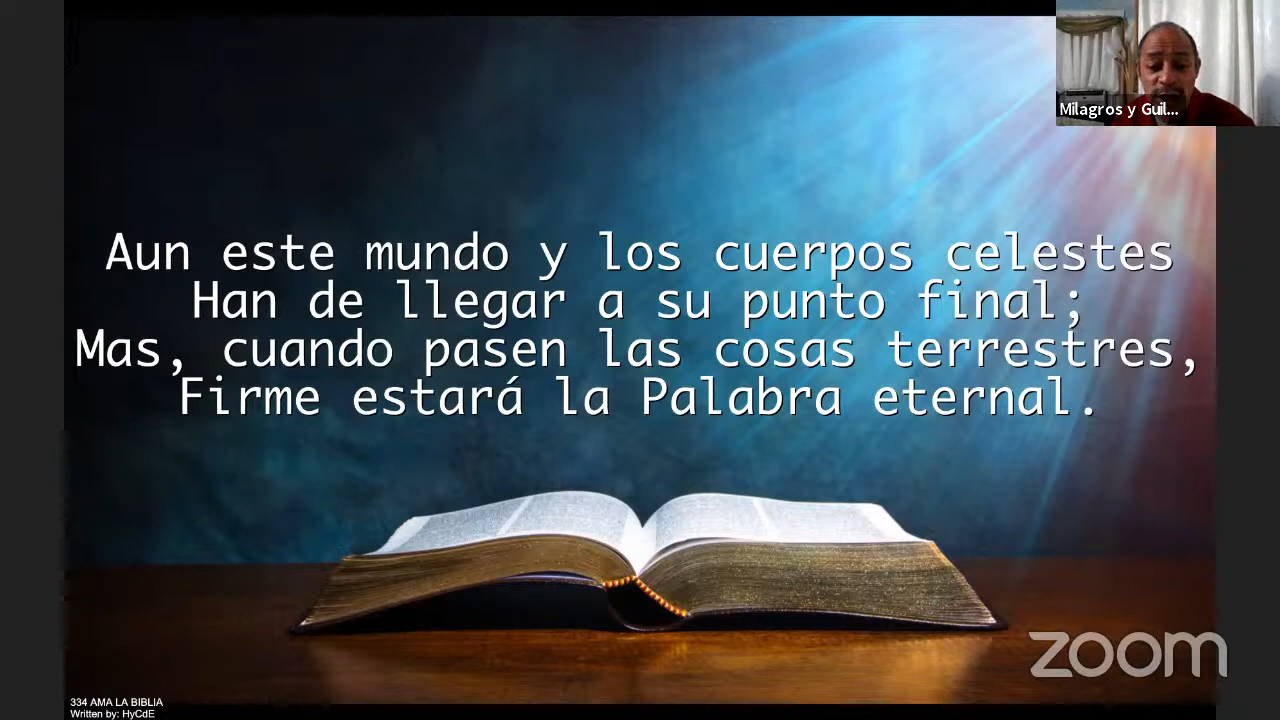 Milagros y Guil...
Aun este mundo y los cuerpos celestes
Han de llegar a su punto final;
Mas, cuando pasen las cosas terrestres,
Firme estará la Palabra eternal.
zoom
334 AMA LA BIBLIA
Written by: HyCdE